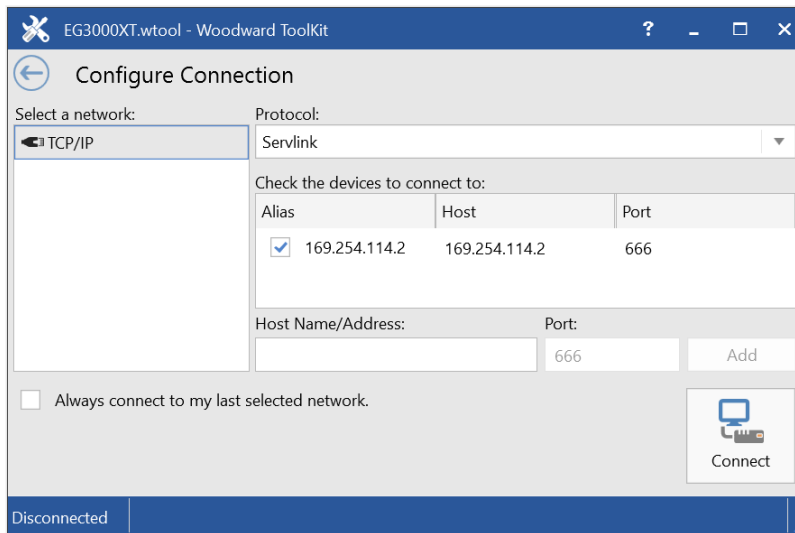 EG3000XT.wtool - Woodward ToolKit ?
Configure Connection
Select a network:
TCP/IP
Protocol:
Servlink
Check the devices to connect to:
Alias Host Port
169.254.114.2 169.254.114.2 666
Host Name/Address: Port:
666 Add
Always connect to my last selected network.
Connect
Disconnected